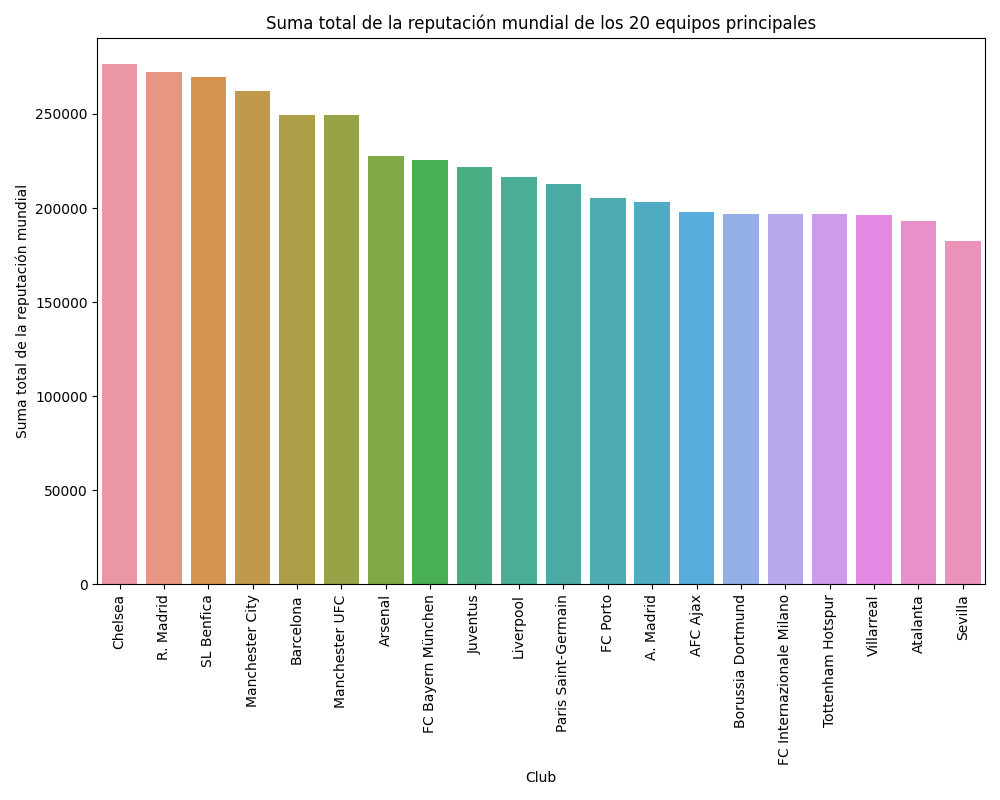 Suma total de la reputación mundial de los 20 equipos principales
Suma total de la reputación mundial
250000
200000
150000
100000
50000
0
Chelsea
R. Madrid
SL Benfica
Manchester City
Barcelona
Manchester UFC
Arsenal
FC Bayern München
Juventus
Liverpool
Paris Saint-Germain
FC Porto
A. Madrid
AFC Ajax
Borussia Dortmund
FC Internazionale Milano
Tottenham Hotspur
Villarreal
Atalanta
Sevilla
Club